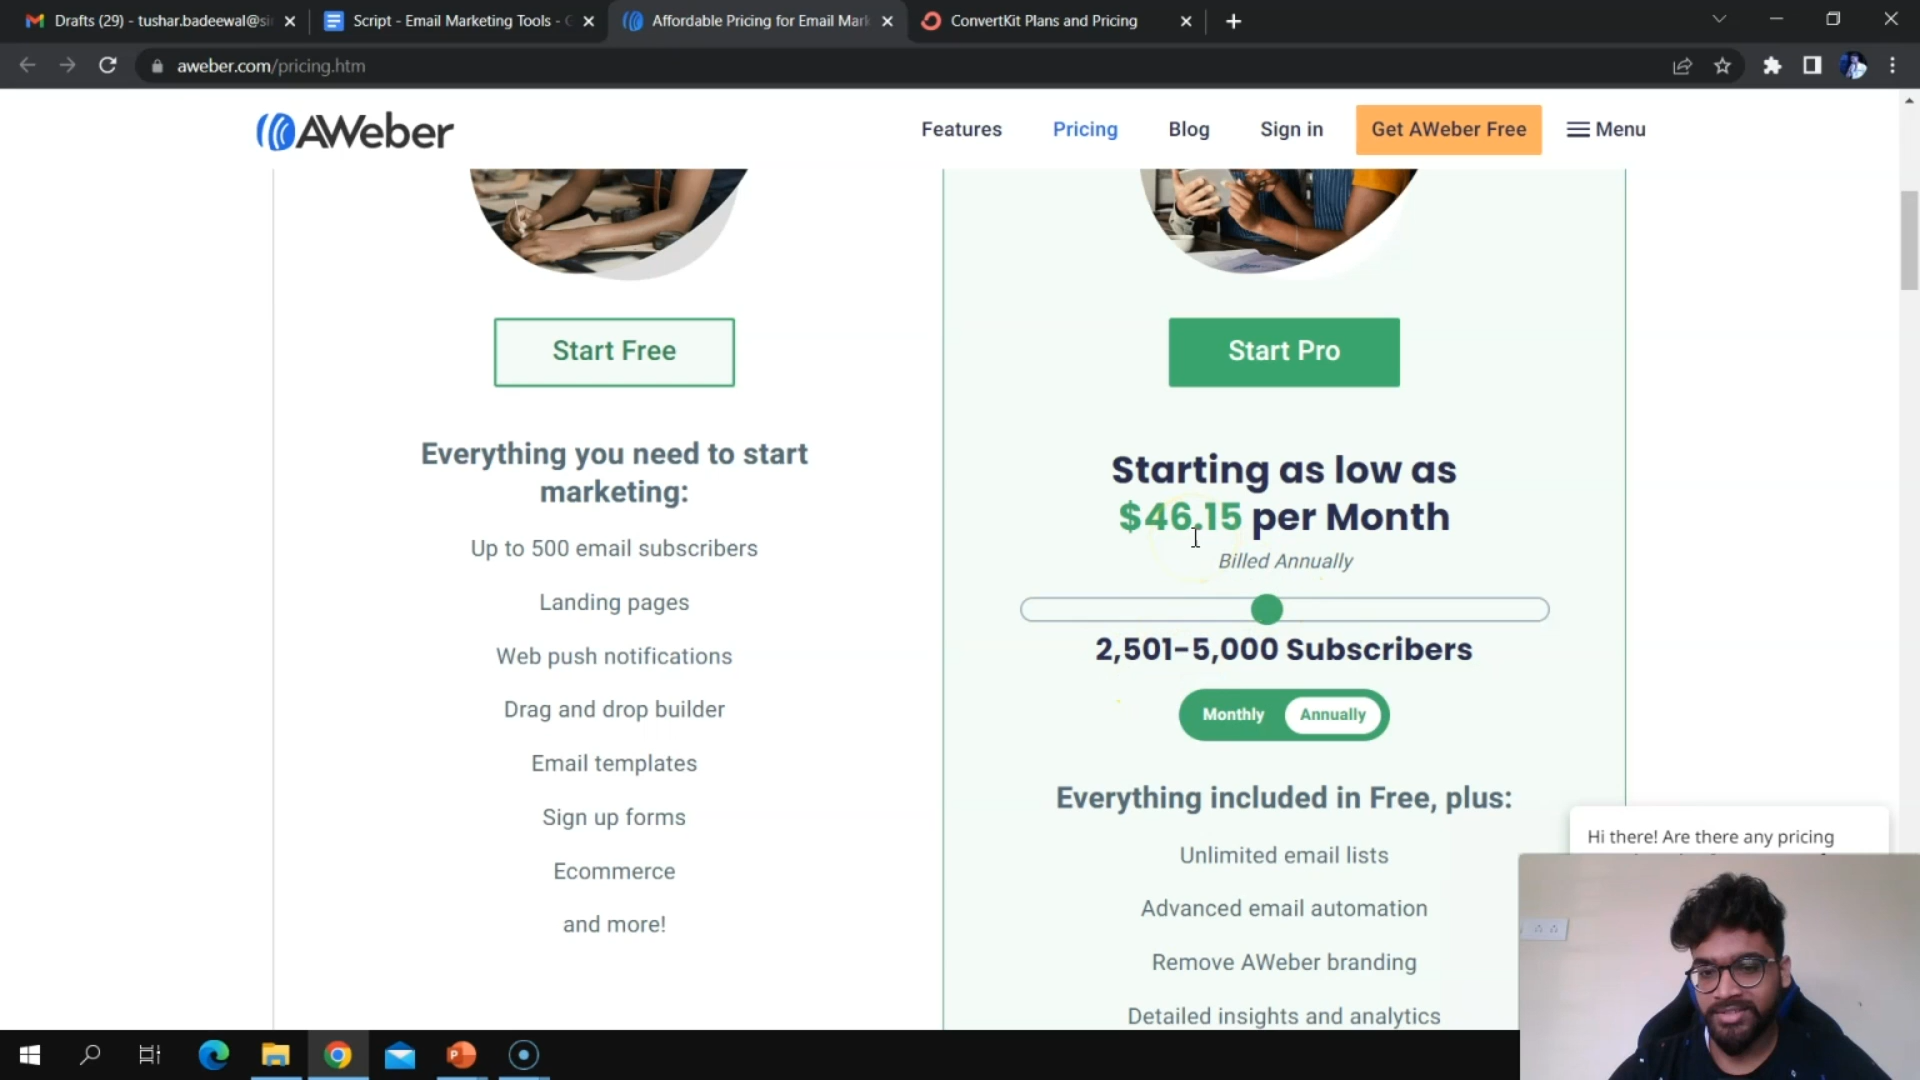 Drafts (29) - tushar.badeewal@si
Script - Email Marketing Tools -
Affordable Pricing for Email Mark
ConvertKit Plans and Pricing
aweber.com/pricing.htm
AWeber
Features
Pricing
Blog
Sign in
Get AWeber Free
Menu
Start Free
Everything you need to start
marketing:
Up to 500 email subscribers
Landing pages
Web push notifications
Drag and drop builder
Email templates
Sign up forms
Ecommerce
and more!
Start Pro
Starting as low as
$46.15 per Month
Billed Annually
2,501-5,000 Subscribers
Monthly
Annually
Everything included in Free, plus:
Unlimited email lists
Advanced email automation
Remove AWeber branding
Detailed insights and analytics
Hi there! Are there any pricing